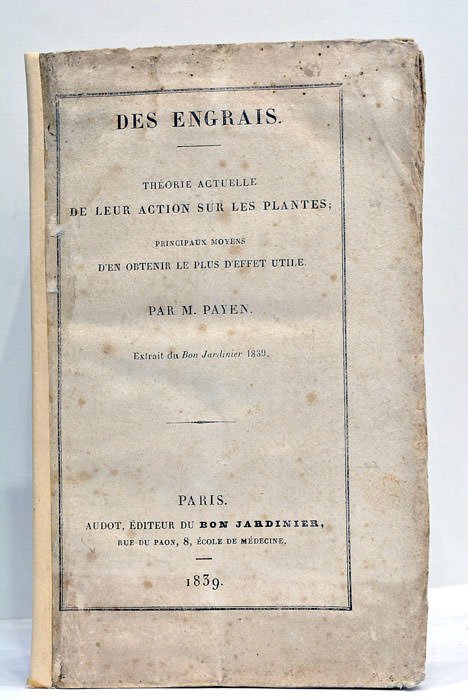 DES ENGRAIS.
THÉORIE ACTUELLE
DE LEUR ACTION SUR LES PLANTES;
PRINCIPAUX MOYENS
D'EN OBTENIR LE PLUS D'EFFET UTILE.
PAR M. PAYEN.
Extrait du Bon Jardinier 1839.
PARIS.
AUDOT, ÉDITEUR DU BON JARDINIER,
RUE DU PAON, 8, ÉCOLE DE MÉDECINE.
1839.